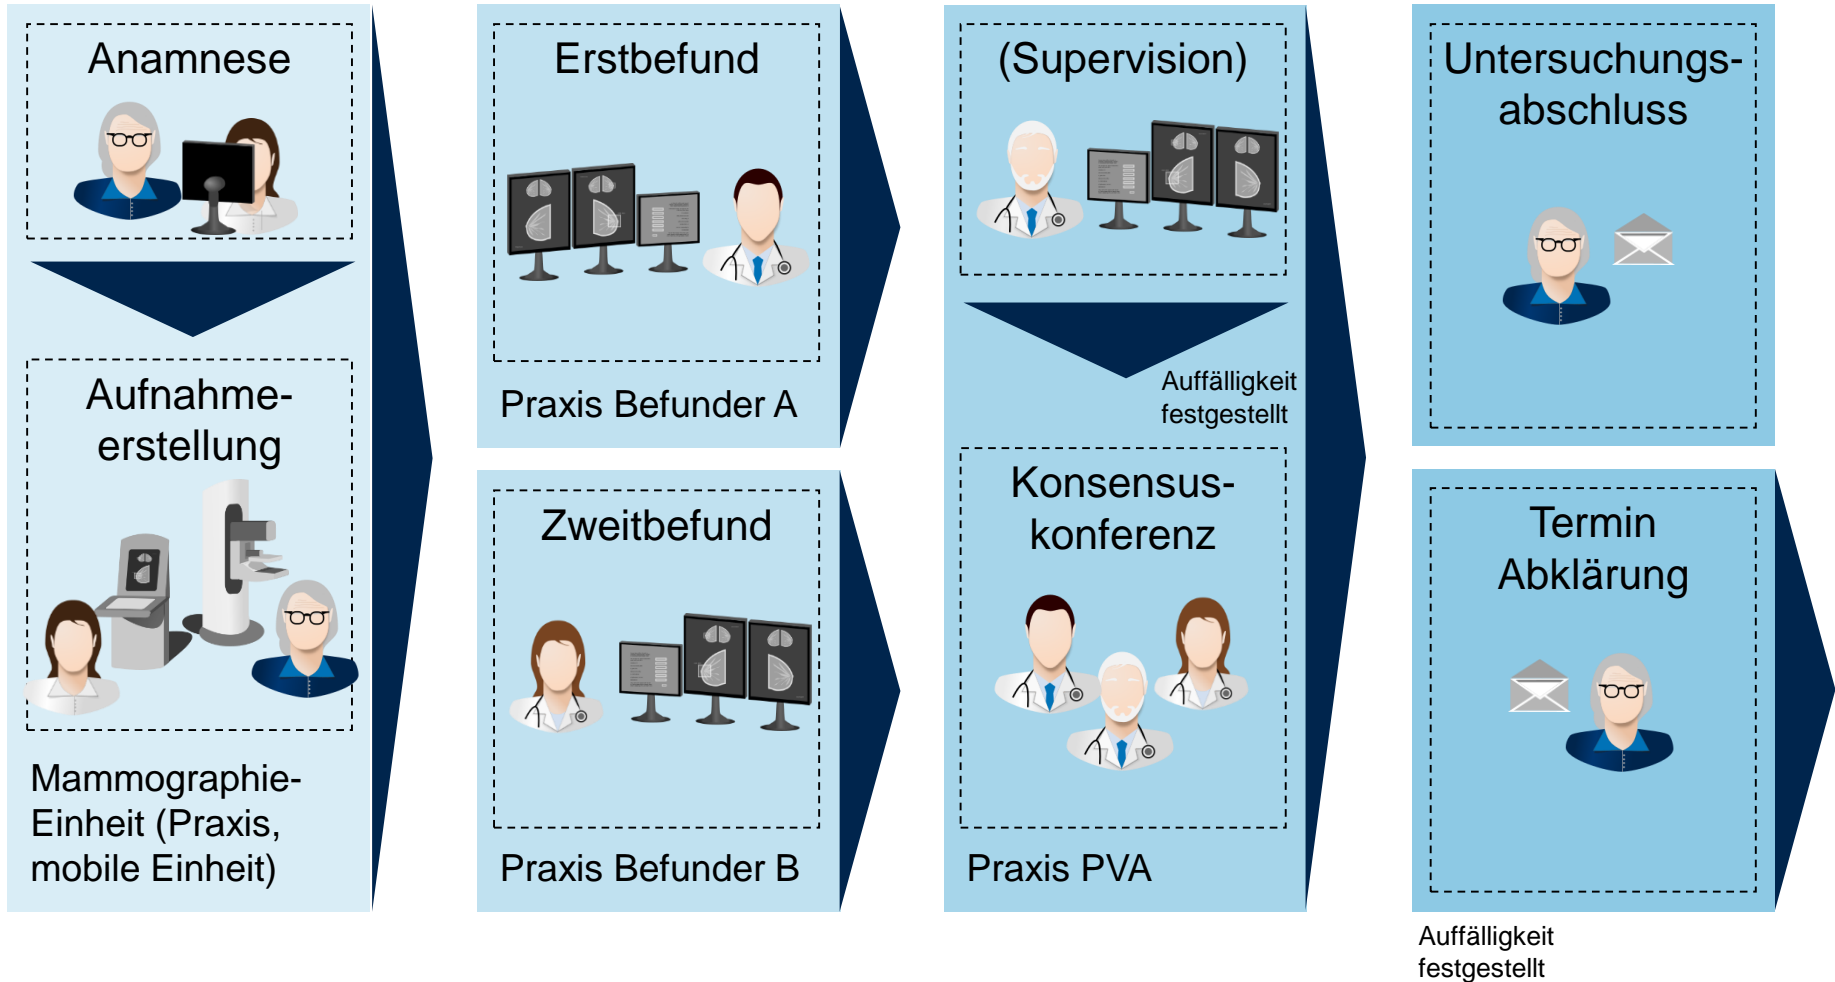 Anamnese
Aufnahme-
erstellung
Mammographie-
Einheit (Praxis,
mobile Einheit)
Erstbefund
Praxis Befunder A
Zweitbefund
Praxis Befunder B
(Supervision)
Auffälligkeit
festgestellt
Konsensus-
konferenz
Praxis PVA
Untersuchungs-
abschluss
Termin
Abklärung
Auffälligkeit
festgestellt